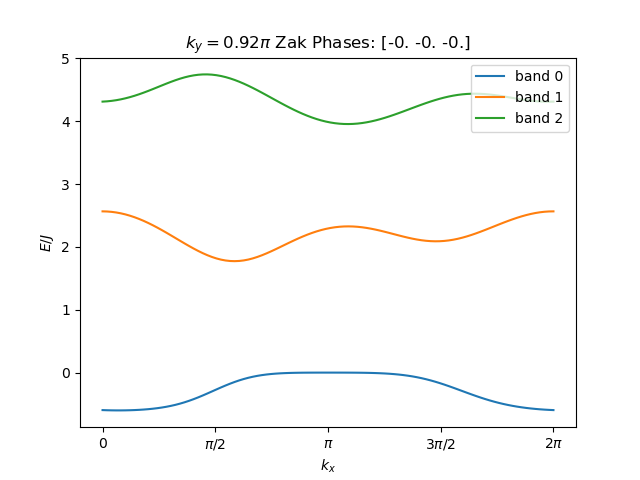 k_y = 0.92π Zak Phases: [-0. -0. -0.]
5
4
3
2
1
0
E/J
band 0
band 1
band 2
0 π/2 π 3π/2 2π
k_x